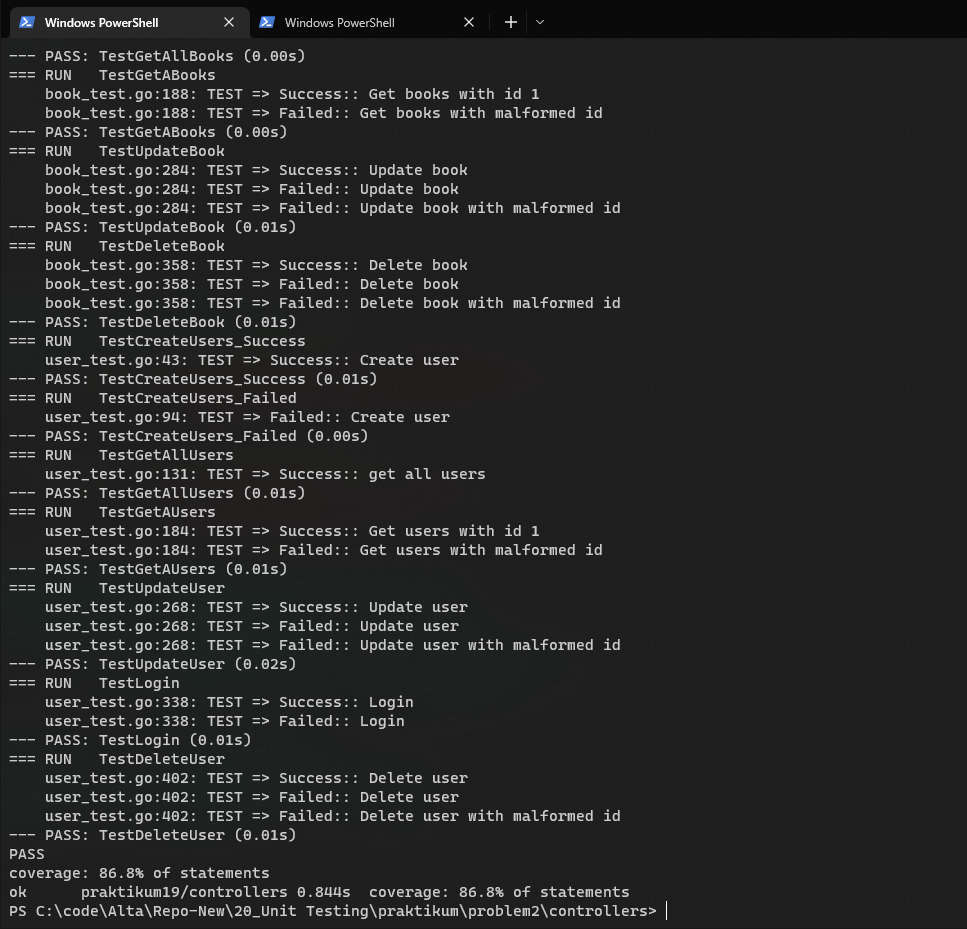 Windows PowerShell
Windows PowerShell
--- PASS: TestGetAllBooks (0.00s)
=== RUN   TestGetABooks
    book_test.go:188: TEST => Success:: Get books with id 1
    book_test.go:188: TEST => Failed:: Get books with malformed id
--- PASS: TestGetABooks (0.00s)
=== RUN   TestUpdateBook
    book_test.go:284: TEST => Success:: Update book
    book_test.go:284: TEST => Failed:: Update book
    book_test.go:284: TEST => Failed:: Update book with malformed id
--- PASS: TestUpdateBook (0.01s)
=== RUN   TestDeleteBook
    book_test.go:358: TEST => Success:: Delete book
    book_test.go:358: TEST => Failed:: Delete book
    book_test.go:358: TEST => Failed:: Delete book with malformed id
--- PASS: TestDeleteBook (0.01s)
=== RUN   TestCreateUsers_Success
    user_test.go:43: TEST => Success:: Create user
--- PASS: TestCreateUsers_Success (0.01s)
=== RUN   TestCreateUsers_Failed
    user_test.go:94: TEST => Failed:: Create user
--- PASS: TestCreateUsers_Failed (0.00s)
=== RUN   TestGetAllUsers
    user_test.go:131: TEST => Success:: get all users
--- PASS: TestGetAllUsers (0.01s)
=== RUN   TestGetAUsers
    user_test.go:184: TEST => Success:: Get users with id 1
    user_test.go:184: TEST => Failed:: Get users with malformed id
--- PASS: TestGetAUsers (0.01s)
=== RUN   TestUpdateUser
    user_test.go:268: TEST => Success:: Update user
    user_test.go:268: TEST => Failed:: Update user
    user_test.go:268: TEST => Failed:: Update user with malformed id
--- PASS: TestUpdateUser (0.02s)
=== RUN   TestLogin
    user_test.go:338: TEST => Success:: Login
    user_test.go:338: TEST => Failed:: Login
--- PASS: TestLogin (0.01s)
=== RUN   TestDeleteUser
    user_test.go:402: TEST => Success:: Delete user
    user_test.go:402: TEST => Failed:: Delete user
    user_test.go:402: TEST => Failed:: Delete user with malformed id
--- PASS: TestDeleteUser (0.01s)
PASS
coverage: 86.8% of statements
ok      praktikum19/controllers 0.844s  coverage: 86.8% of statements
PS C:\code\Alta\Repo-New\20_Unit Testing\praktikum\problem2\controllers>